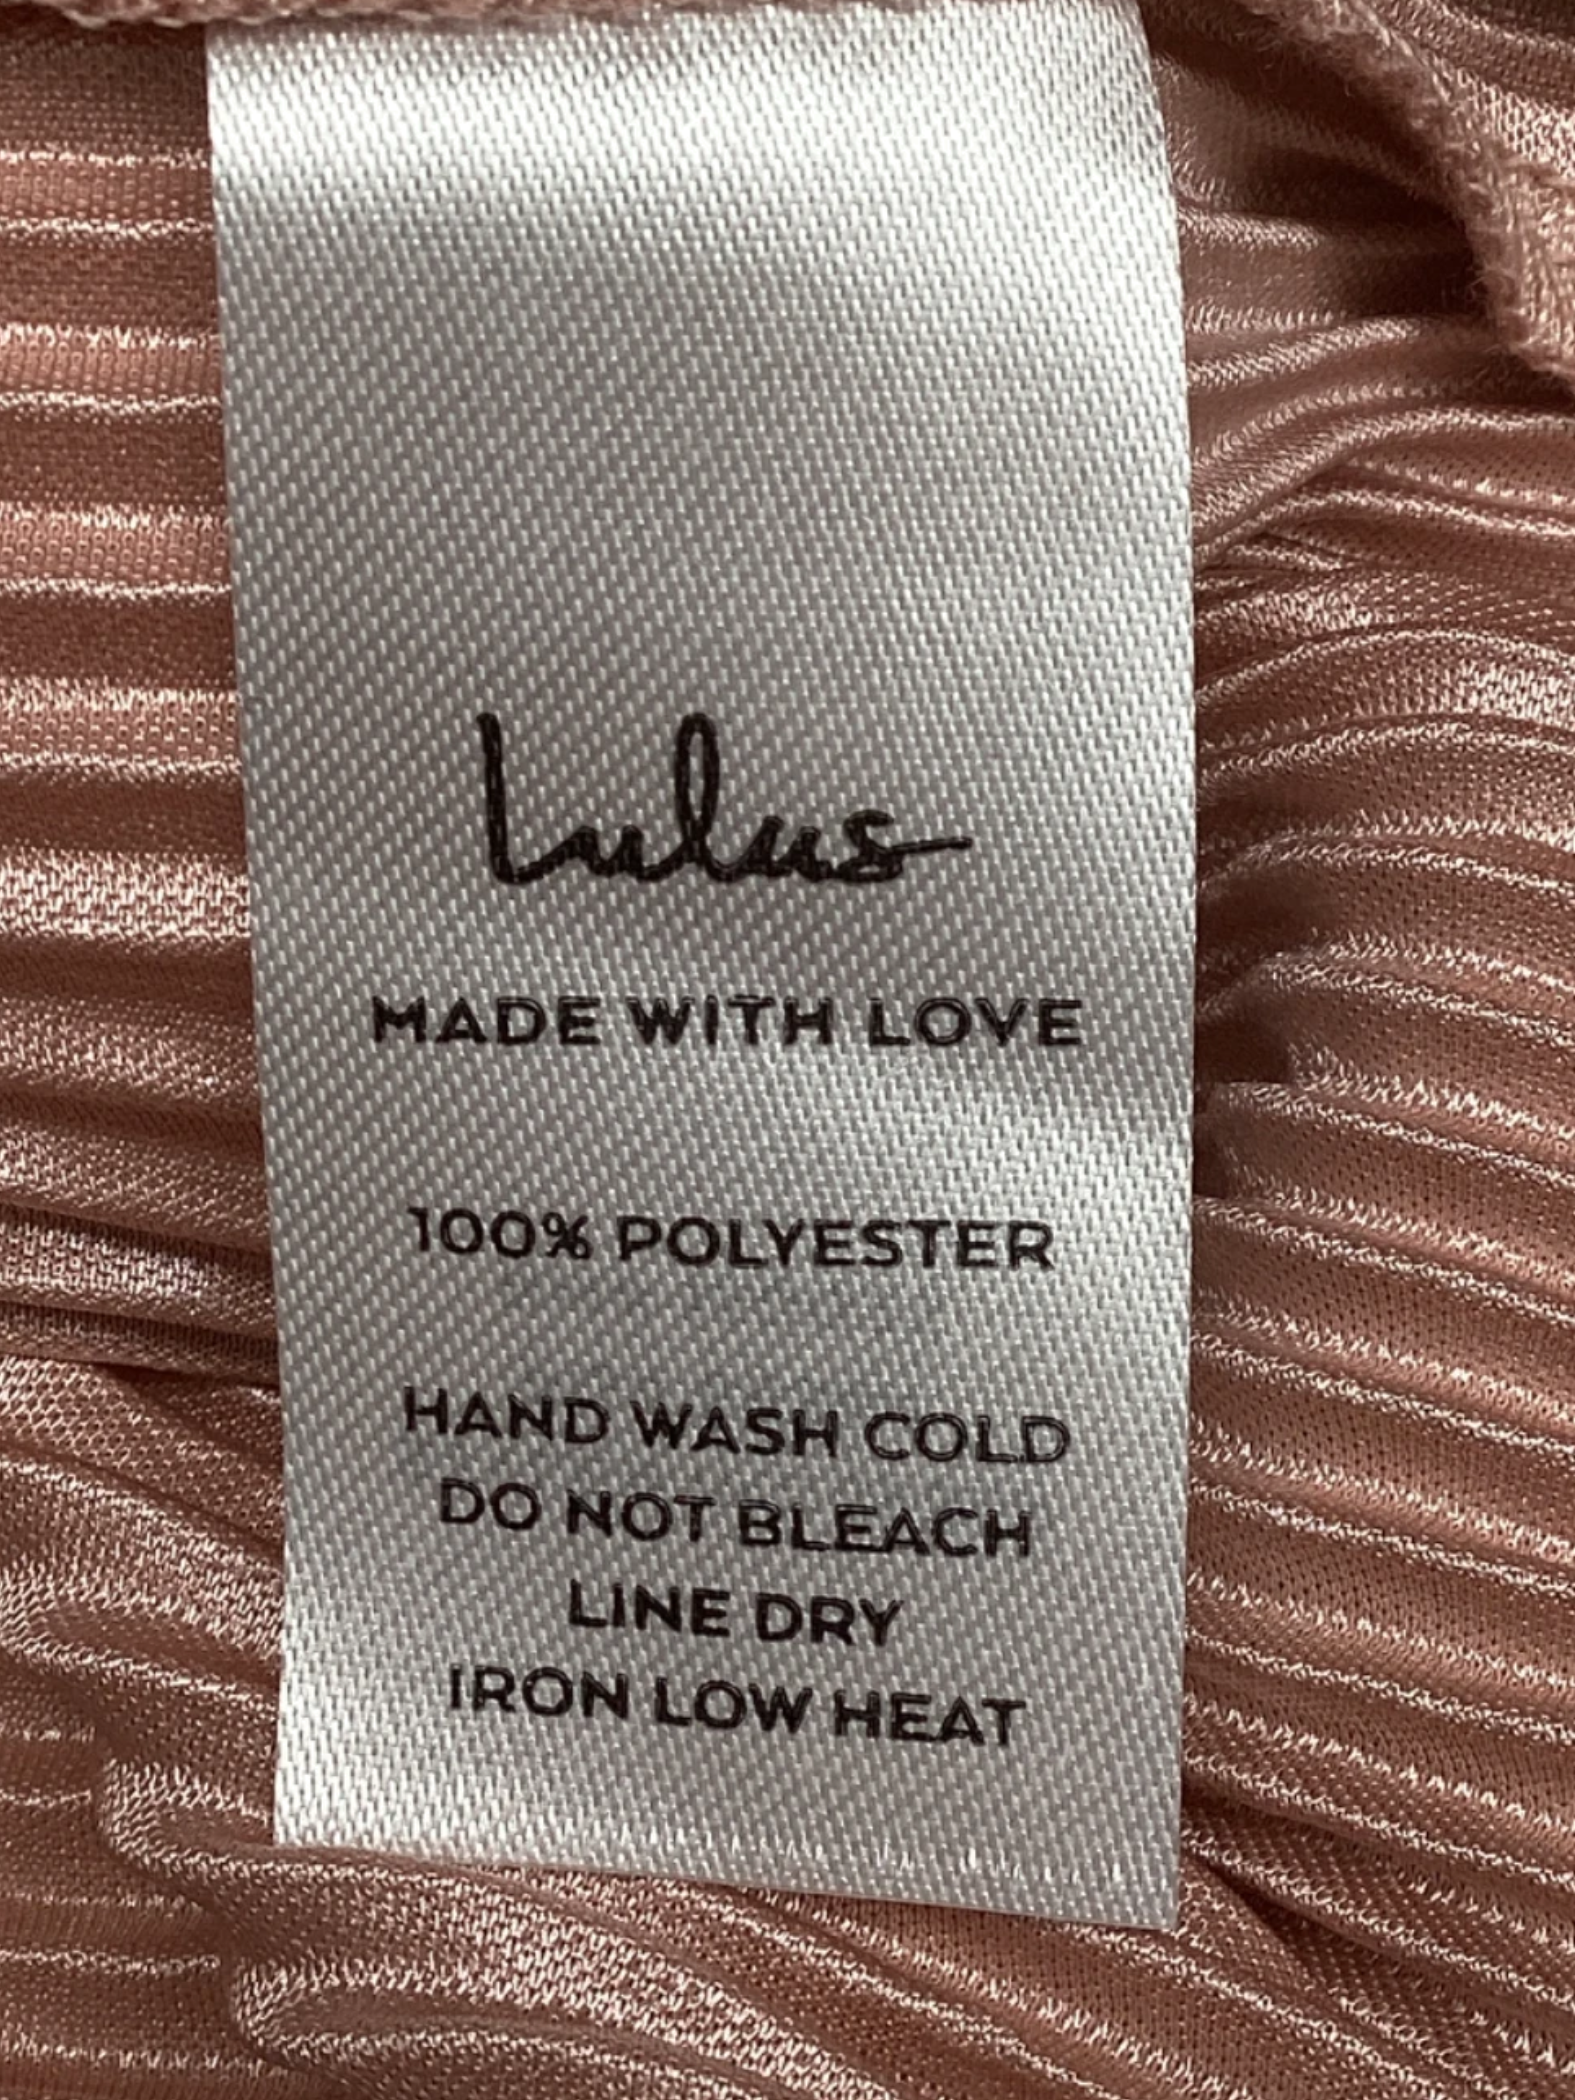 Lulus
MADE WITH LOVE
100% POLYESTER
HAND WASH COLD
DO NOT BLEACH
LINE DRY
IRON LOW HEAT